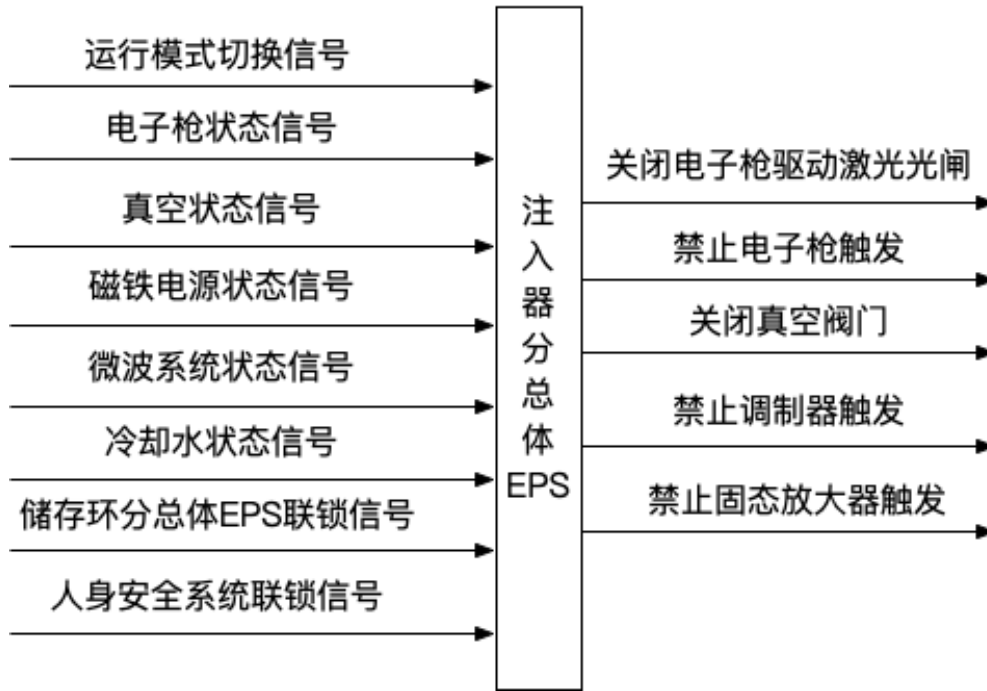 运行模式切换信号
电子枪状态信号
真空状态信号
磁铁电源状态信号
微波系统状态信号
冷却水状态信号
储存环分总体EPS联锁信号
人身安全系统联锁信号
注
入
器
分
总
体
EPS
关闭电子枪驱动激光光闸
禁止电子枪触发
关闭真空阀门
禁止调制器触发
禁止固态放大器触发